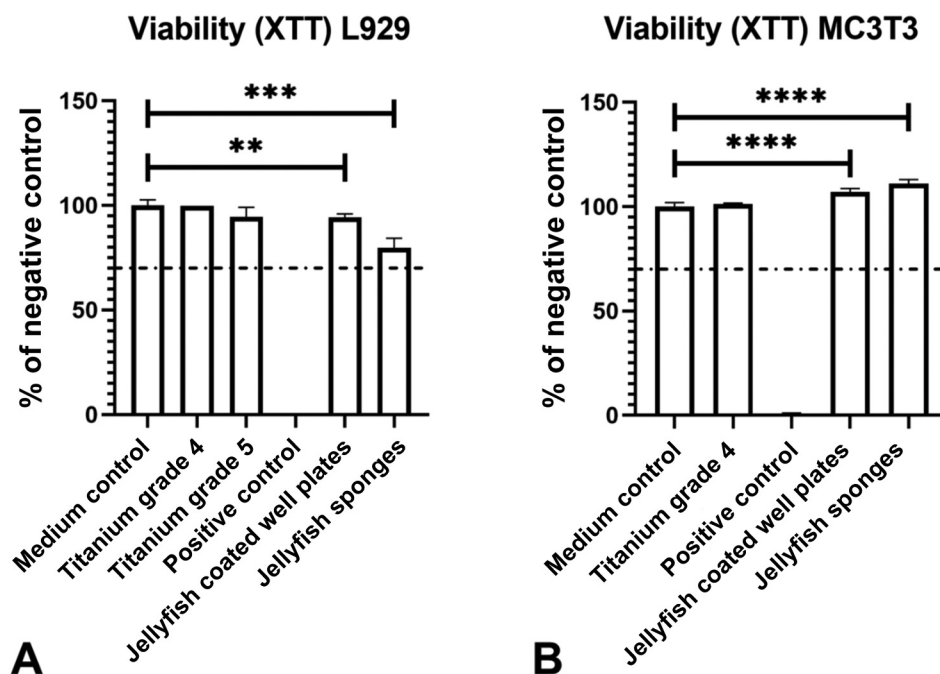 Viability (XTT) L929
% of negative control
150
100
50
0
***
**
Medium control
Titanium grade 4
Titanium grade 5
Positive control
Jellyfish coated well plates
Jellyfish sponges
A
Viability (XTT) MC3T3
% of negative control
150
100
50
0
****
****
Medium control
Titanium grade 4
Positive control
Jellyfish coated well plates
Jellyfish sponges
B